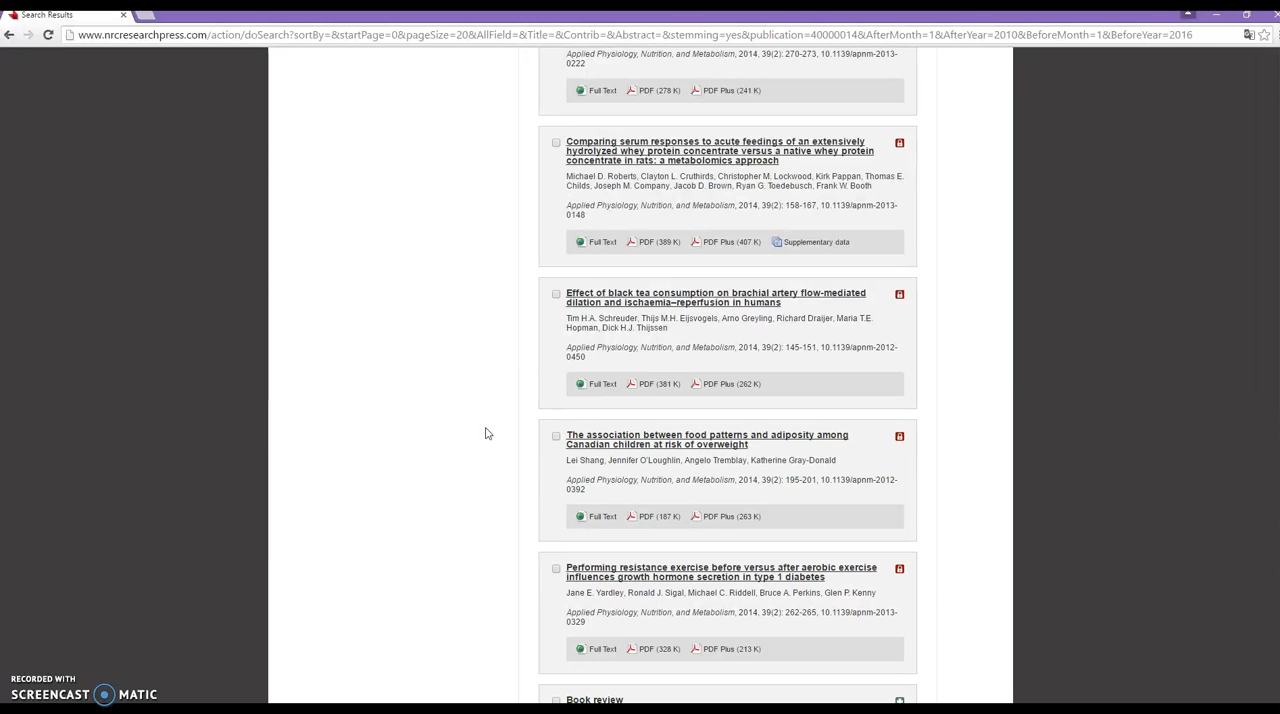 Search Results
www.nrcresearchpress.com/action/doSearch?sortBy=&startPage=0&pageSize=20&AllField=&Title=&Contrib=&Abstract=&stemming=yes&publication=40000014&AfterMonth=1&AfterYear=2010&BeforeMonth=1&BeforeYear=2016
Applied Physiology, Nutrition, and Metabolism, 2014, 39(2): 270-273, 10.1139/apnm-2013-
0222
Full Text PDF (278 K) PDF Plus (241 K)
Comparing serum responses to acute feedings of an extensively
hydrolyzed whey protein concentrate versus a native whey protein
concentrate in rats: a metabolomics approach
Michael D. Roberts, Clayton L. Cruthirds, Christopher M. Lockwood, Kirk Pappan, Thomas E.
Childs, Joseph M. Company, Jacob D. Brown, Ryan G. Toedebusch, Frank W. Booth
Applied Physiology, Nutrition, and Metabolism, 2014, 39(2): 158-167, 10.1139/apnm-2013-
0148
Full Text PDF (389 K) PDF Plus (407 K) Supplementary data
Effect of black tea consumption on brachial artery flow-mediated
dilation and ischaemia–reperfusion in humans
Tim H.A. Schreuder, Thijs M.H. Eijsvogels, Arno Greyling, Richard Draijer, Maria T.E.
Hopman, Dick H.J. Thijssen
Applied Physiology, Nutrition, and Metabolism, 2014, 39(2): 145-151, 10.1139/apnm-2012-
0450
Full Text PDF (381 K) PDF Plus (262 K)
The association between food patterns and adiposity among
Canadian children at risk of overweight
Lei Shang, Jennifer O'Loughlin, Angelo Tremblay, Katherine Gray-Donald
Applied Physiology, Nutrition, and Metabolism, 2014, 39(2): 195-201, 10.1139/apnm-2012-
0392
Full Text PDF (187 K) PDF Plus (263 K)
Performing resistance exercise before versus after aerobic exercise
influences growth hormone secretion in type 1 diabetes
Jane E. Yardley, Ronald J. Sigal, Michael C. Riddell, Bruce A. Perkins, Glen P. Kenny
Applied Physiology, Nutrition, and Metabolism, 2014, 39(2): 262-265, 10.1139/apnm-2013-
0329
Full Text PDF (328 K) PDF Plus (213 K)
Book review
RECORDED WITH
SCREENCAST MATIC